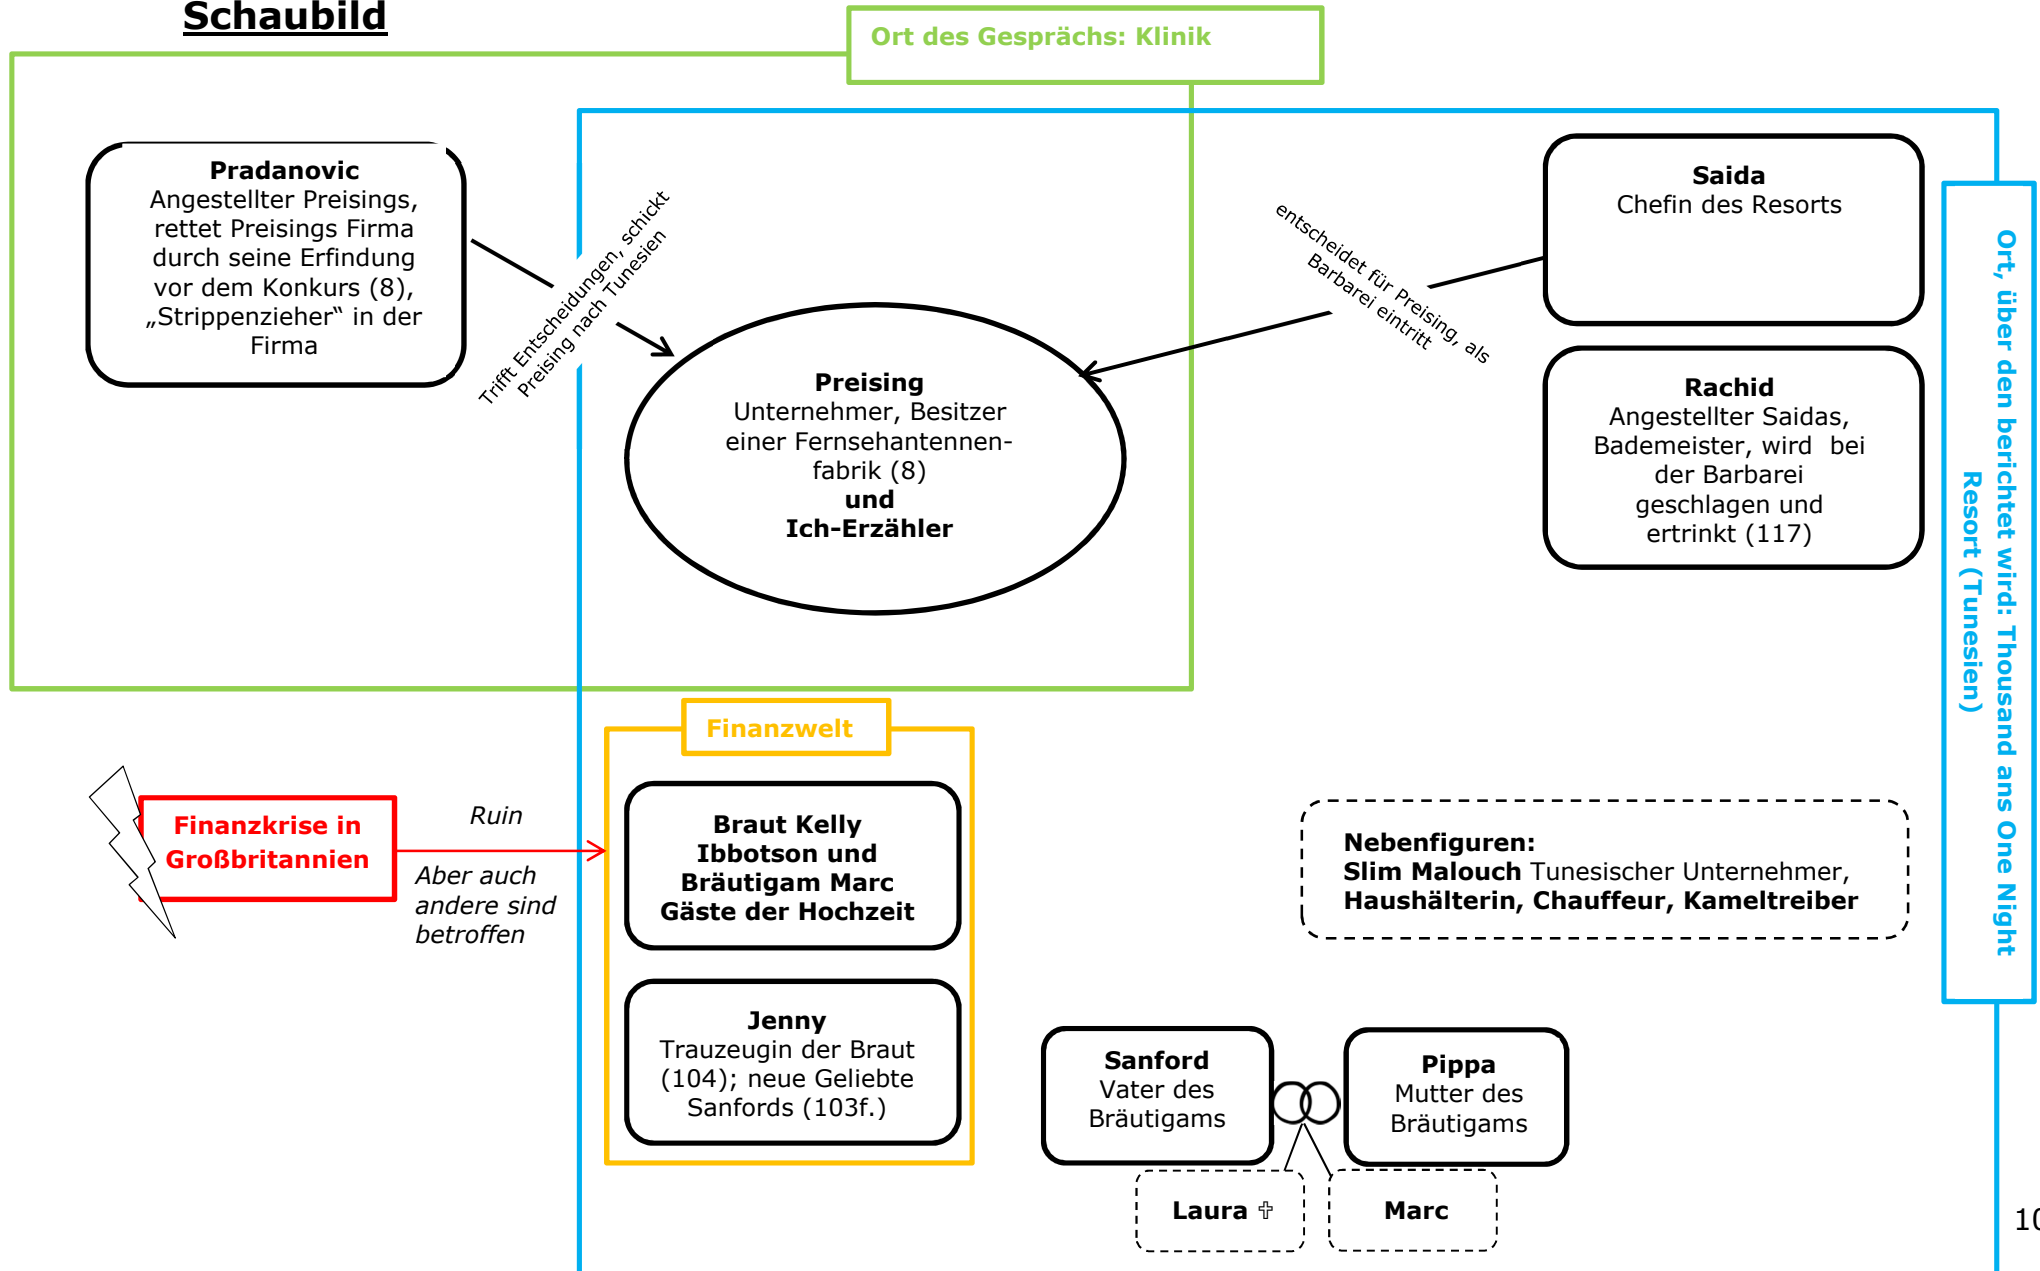 Schaubild
Ort des Gesprächs: Klinik
Pradanovic
Angestellter Preisings,
rettet Preisings Firma
durch seine Erfindung
vor dem Konkurs (8),
„Strippenzieher“ in der
Firma
Trifft Entscheidungen, schickt
Preising nach Tunesien
Preising
Unternehmer, Besitzer
einer Fernsehantennen-
fabrik (8)
und
Ich-Erzähler
entscheidet für Preising, als
Barbarei eintritt
Saida
Chefin des Resorts
Rachid
Angestellter Saidas,
Bademeister, wird  bei
der Barbarei
geschlagen und
ertrinkt (117)
Ort, über den berichtet wird: Thousand ans One Night
Resort (Tunesien)
Finanzwelt
Finanzkrise in
Großbritannien
Ruin
Aber auch
andere sind
betroffen
Braut Kelly
Ibbotson und
Bräutigam Marc
Gäste der Hochzeit
Jenny
Trauzeugin der Braut
(104); neue Geliebte
Sanfords (103f.)
Nebenfiguren:
Slim Malouch Tunesischer Unternehmer,
Haushälterin, Chauffeur, Kameltreiber
Sanford
Vater des
Bräutigams
Pippa
Mutter des
Bräutigams
Laura ✞
Marc
10